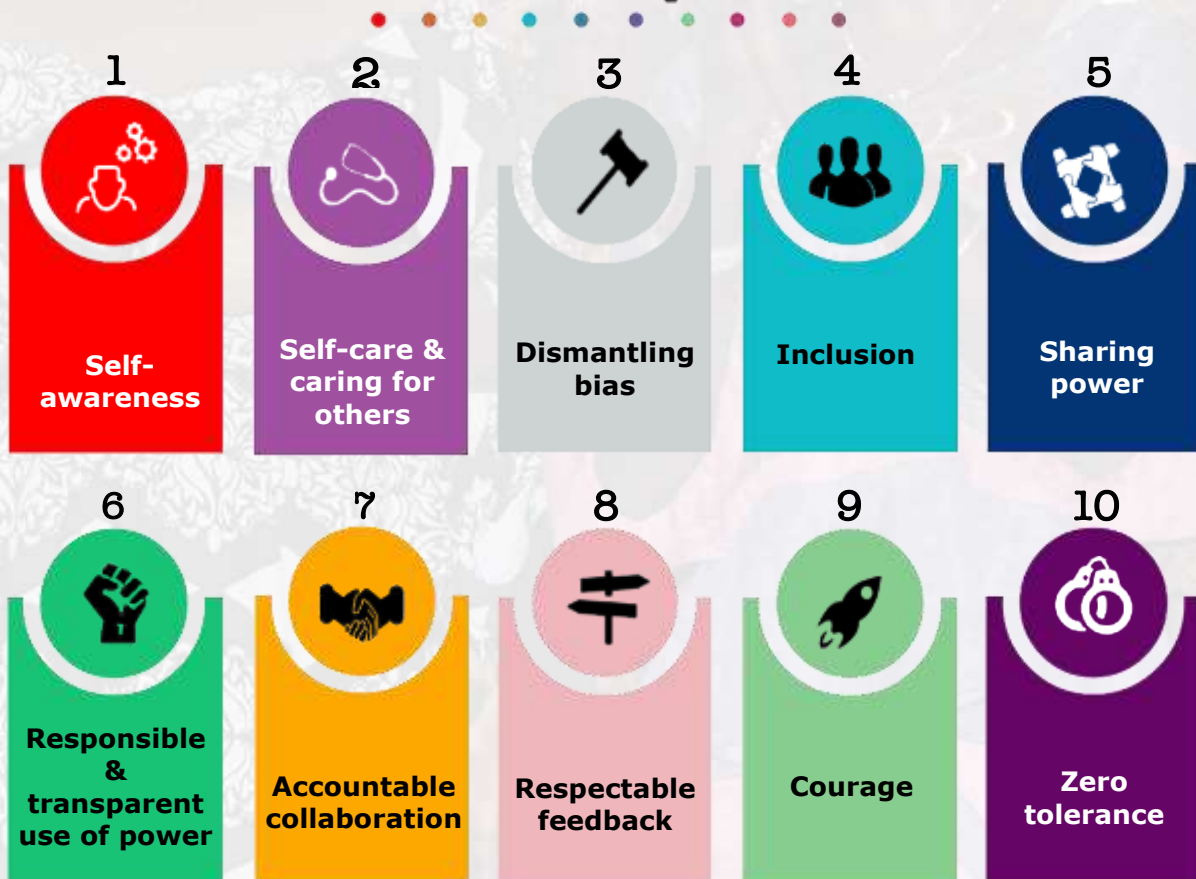 1
2
3
4
5
Self-
awareness
Self-care &
caring for
others
Dismantling
bias
Inclusion
Sharing
power
6
7
8
9
10
Responsible
&
transparent
use of power
Accountable
collaboration
Respectable
feedback
Courage
Zero
tolerance